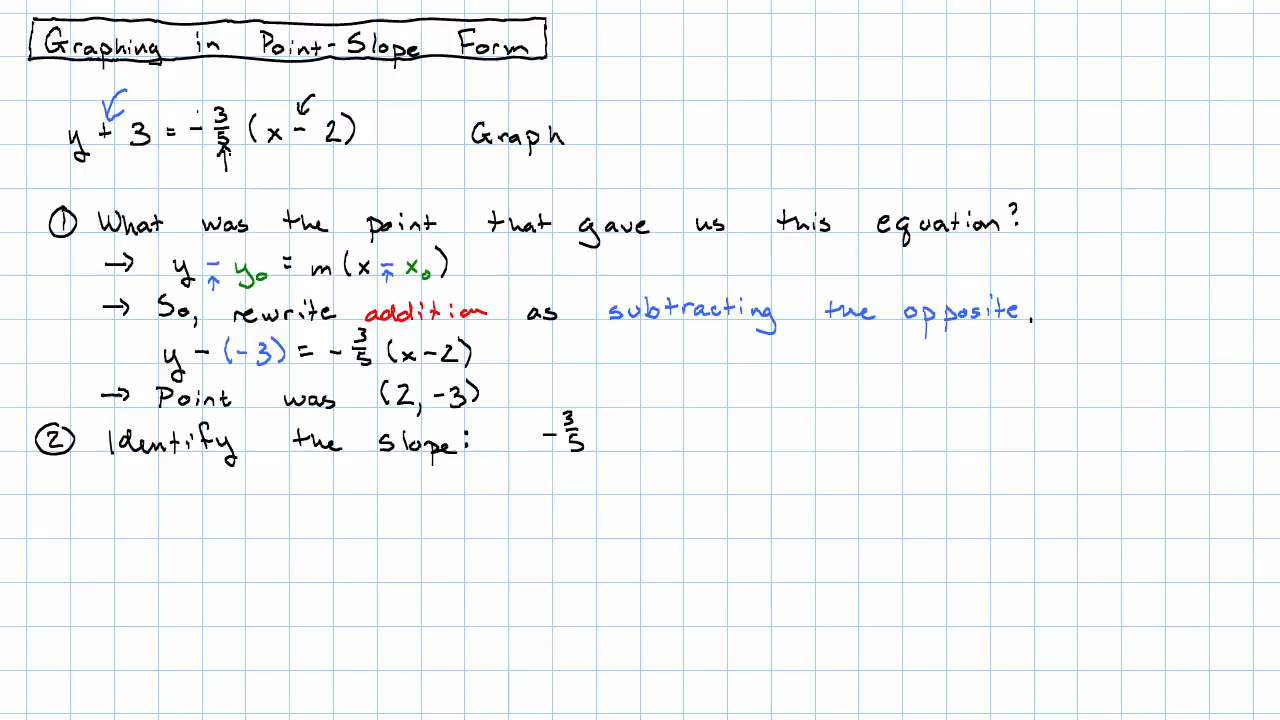 Graphing in Point-Slope Form
y + 3 = -3/5 (x - 2) Graph
① What was the point that gave us this equation?
→ y - y₀ = m(x - x₀)
→ So, rewrite addition as subtracting the opposite.
y - (-3) = -3/5 (x-2)
→ Point was (2, -3)
② Identify the slope: -3/5